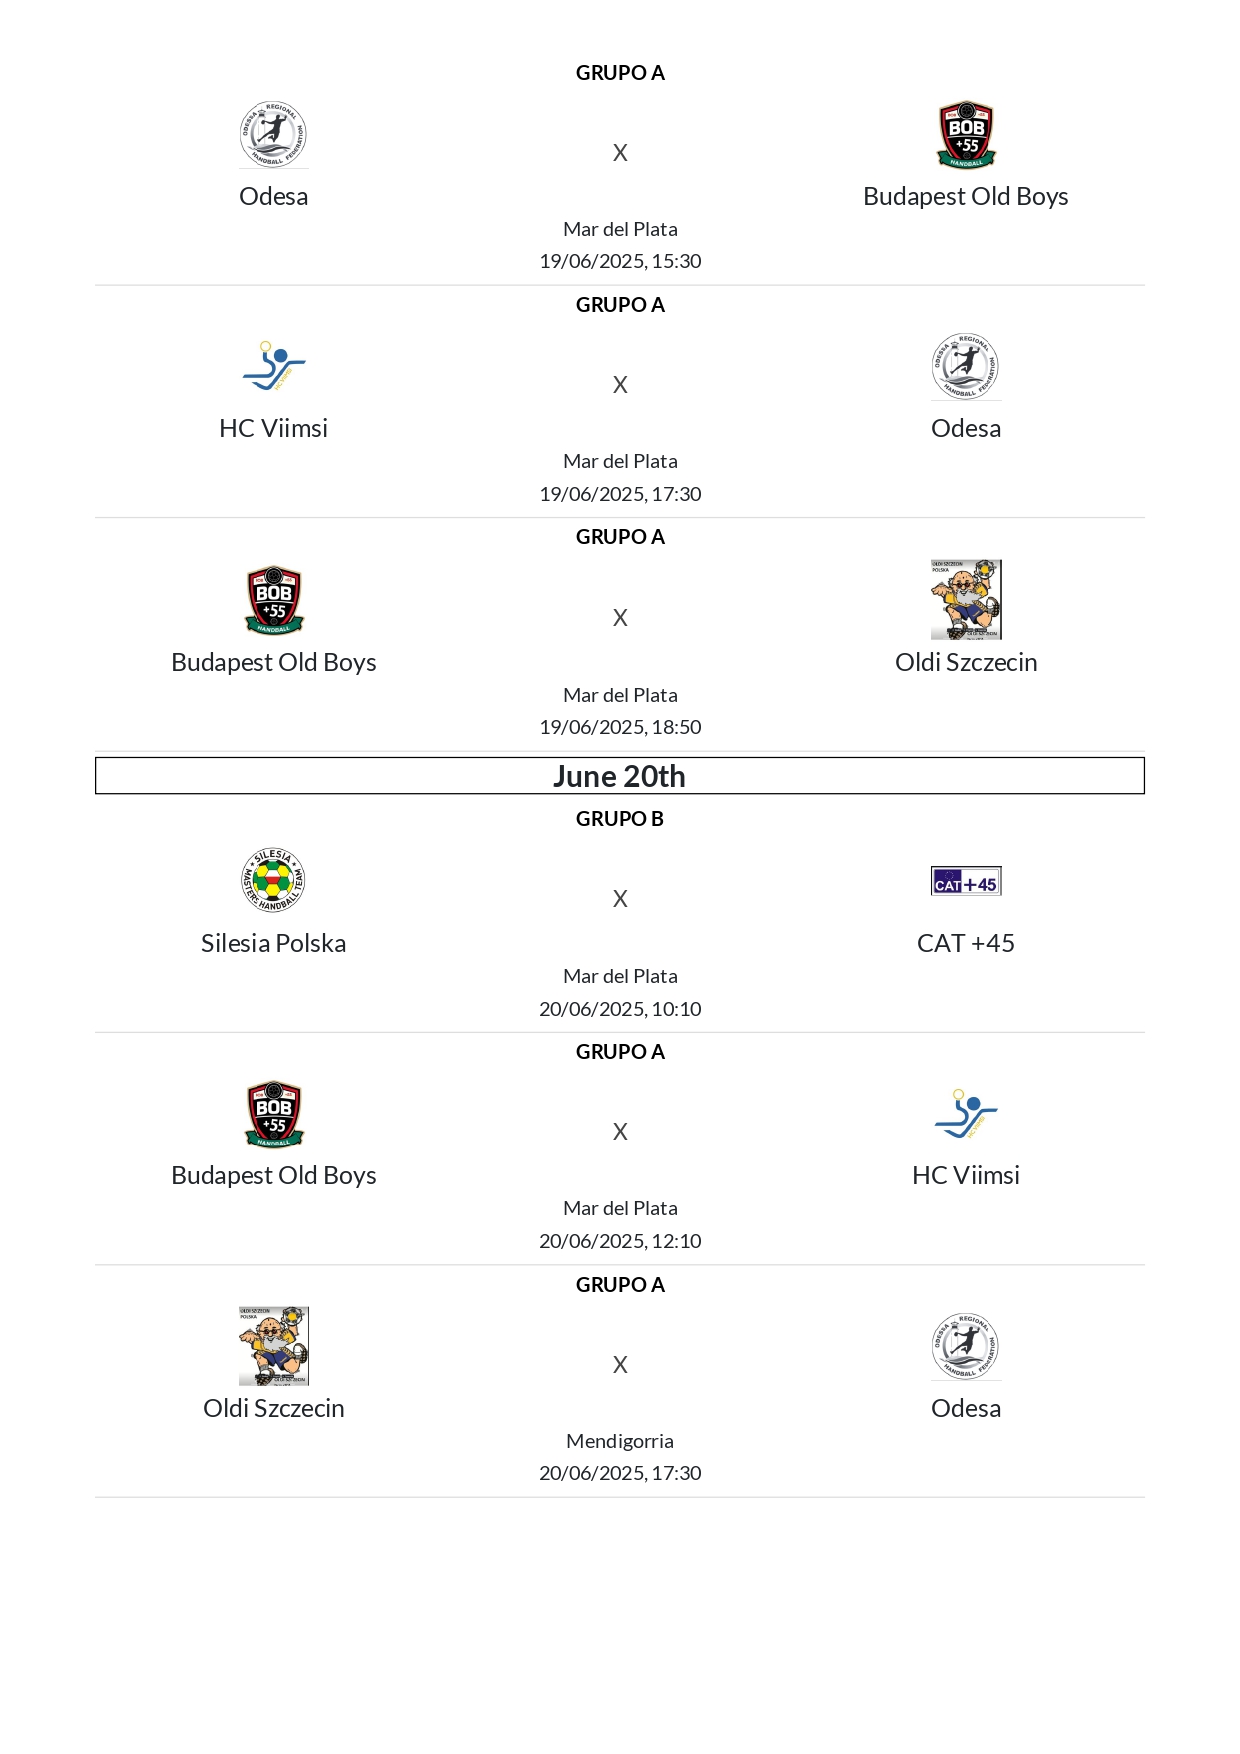 GRUPO A
ODESSA REGIONAL HANDBALL FEDERATION
BOB
+55
HANDBALL
X
Odesa
Budapest Old Boys
Mar del Plata
19/06/2025, 15:30
GRUPO A
ODESSA REGIONAL HANDBALL FEDERATION
X
HC Viimsi
Odesa
Mar del Plata
19/06/2025, 17:30
GRUPO A
BOB
+55
HANDBALL
OLDI SZCZECIN
POLSKA
OLDI SZCZECIN
X
Budapest Old Boys
Oldi Szczecin
Mar del Plata
19/06/2025, 18:50
June 20th
GRUPO B
SILESIA
MASTERS HANDBALL TEAM
CAT +45
X
Silesia Polska
CAT +45
Mar del Plata
20/06/2025, 10:10
GRUPO A
BOB
+55
HANDBALL
X
Budapest Old Boys
HC Viimsi
Mar del Plata
20/06/2025, 12:10
GRUPO A
OLDI SZCZECIN
POLSKA
OLDI SZCZECIN
ODESSA REGIONAL HANDBALL FEDERATION
X
Oldi Szczecin
Odesa
Mendigorria
20/06/2025, 17:30